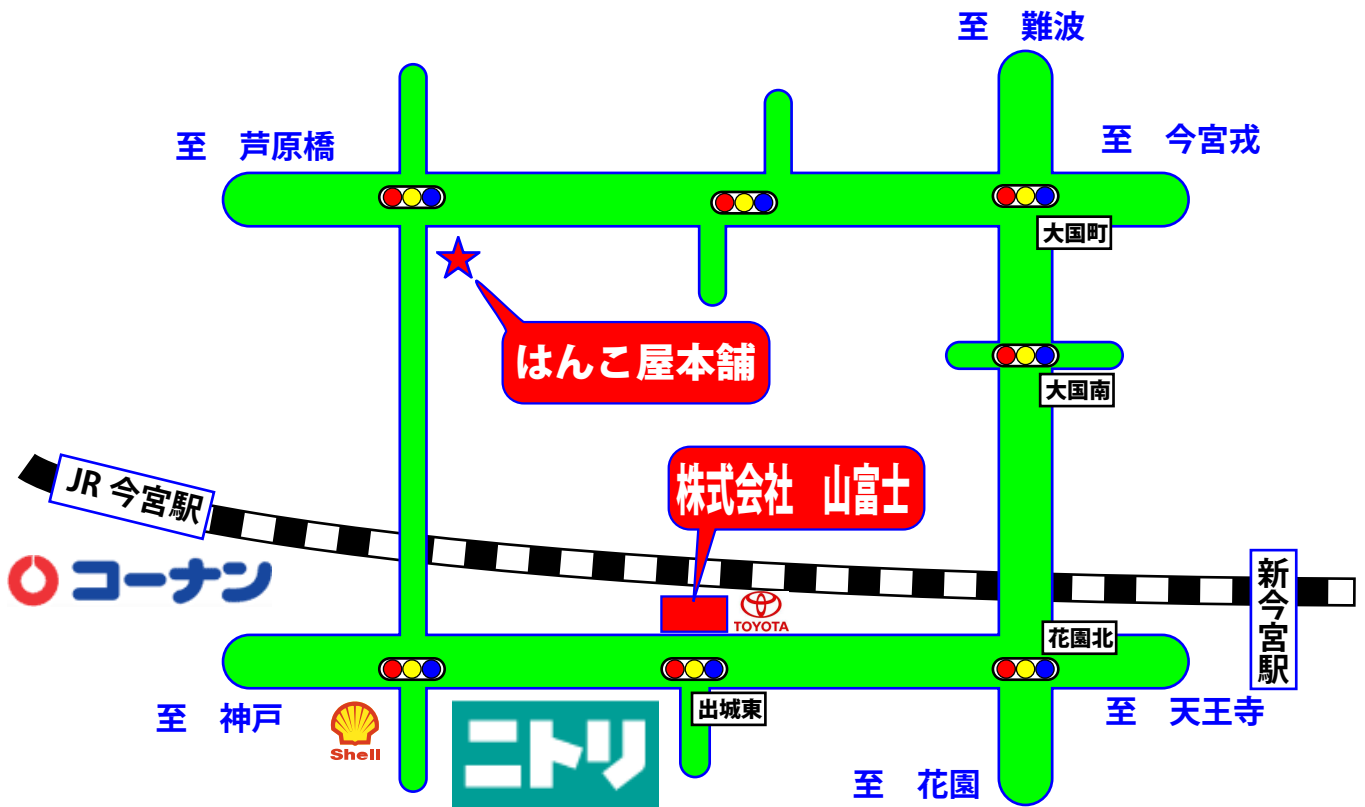 至　難波
至　芦原橋
至　今宮戎
大国町
はんこ屋本舗
大国南
JR 今宮駅
株式会社　山富士
コーナン
新今宮駅
TOYOTA
花園北
至　神戸
Shell
ニトリ
出城東
至　天王寺
至　花園